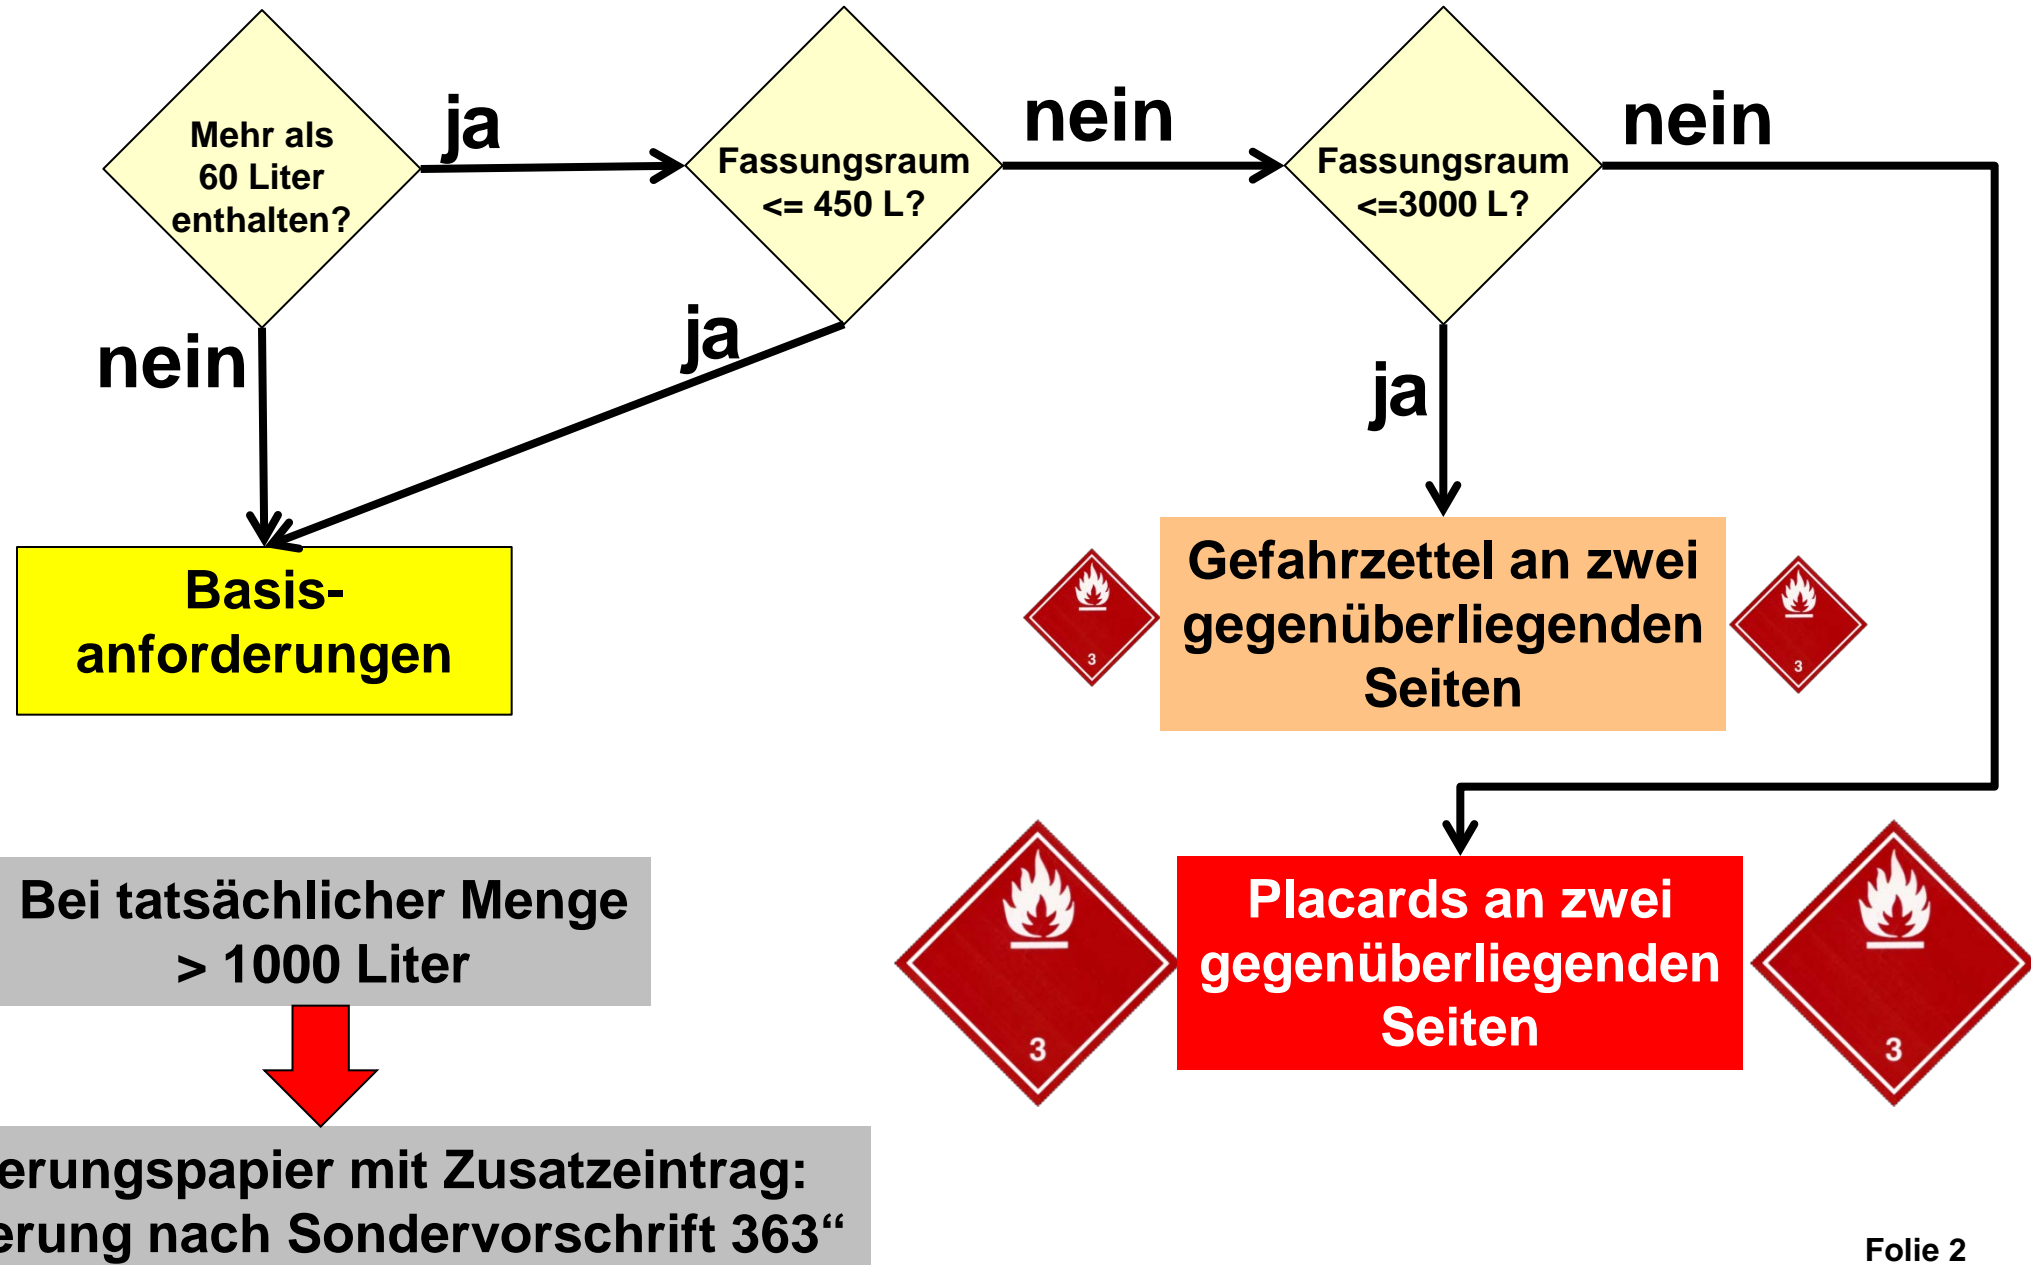 Mehr als
60 Liter
enthalten?
ja
Fassungsraum
<= 450 L?
nein
Fassungsraum
<=3000 L?
nein
nein
ja
ja
Basis-
anforderungen
3
Gefahrzettel an zwei
gegenüberliegenden
Seiten
3
Bei tatsächlicher Menge
> 1000 Liter
3
Placards an zwei
gegenüberliegenden
Seiten
3
erungspapier mit Zusatzeintrag:
erung nach Sondervorschrift 363“
Folie 2